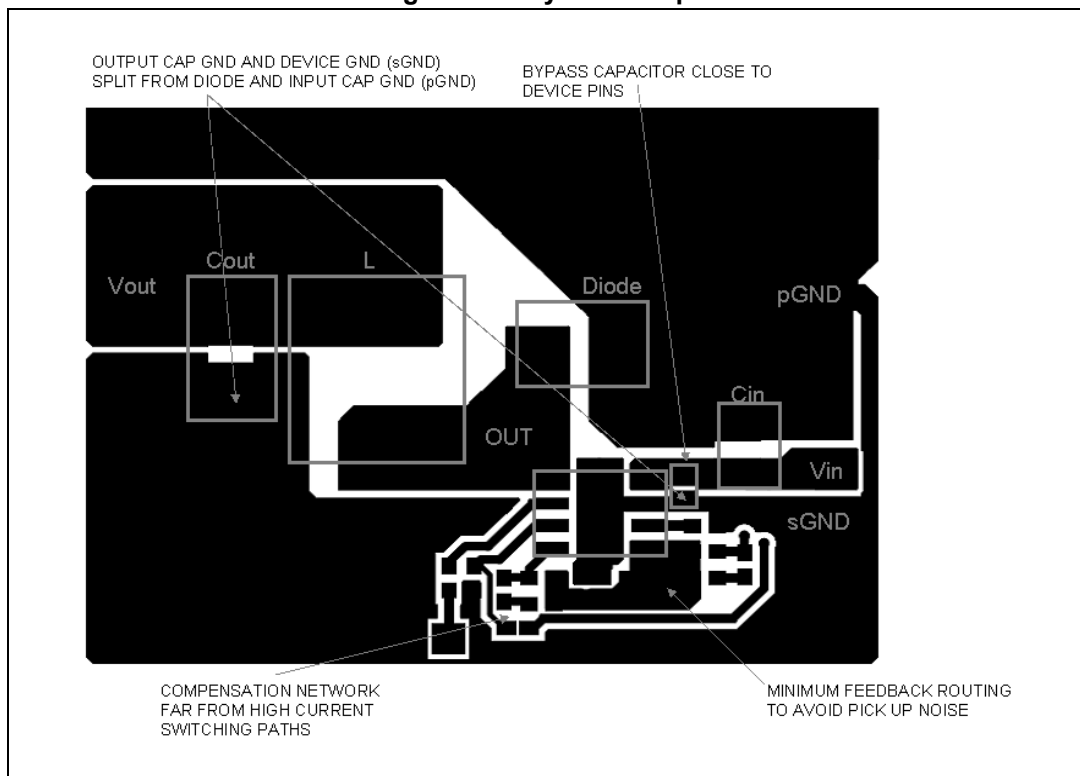 OUTPUT CAP GND AND DEVICE GND (sGND)
SPLIT FROM DIODE AND INPUT CAP GND (pGND)
BYPASS CAPACITOR CLOSE TO
DEVICE PINS
Cout
L
Vout
Diode
pGND
Cin
OUT
Vin
sGND
COMPENSATION NETWORK
FAR FROM HIGH CURRENT
SWITCHING PATHS
MINIMUM FEEDBACK ROUTING
TO AVOID PICK UP NOISE